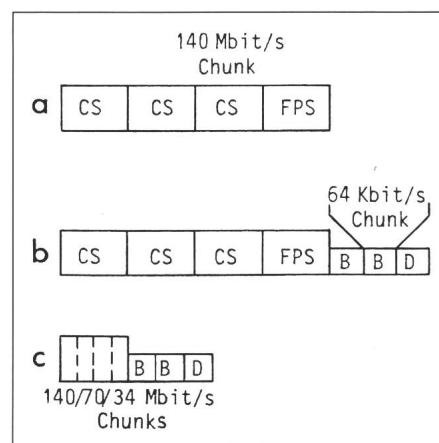 140 Mbit/s
Chunk
a CS CS CS FPS
64 Kbit/s
Chunk
b CS CS CS FPS B B D
c B B D
140/70/34 Mbit/s
Chunks